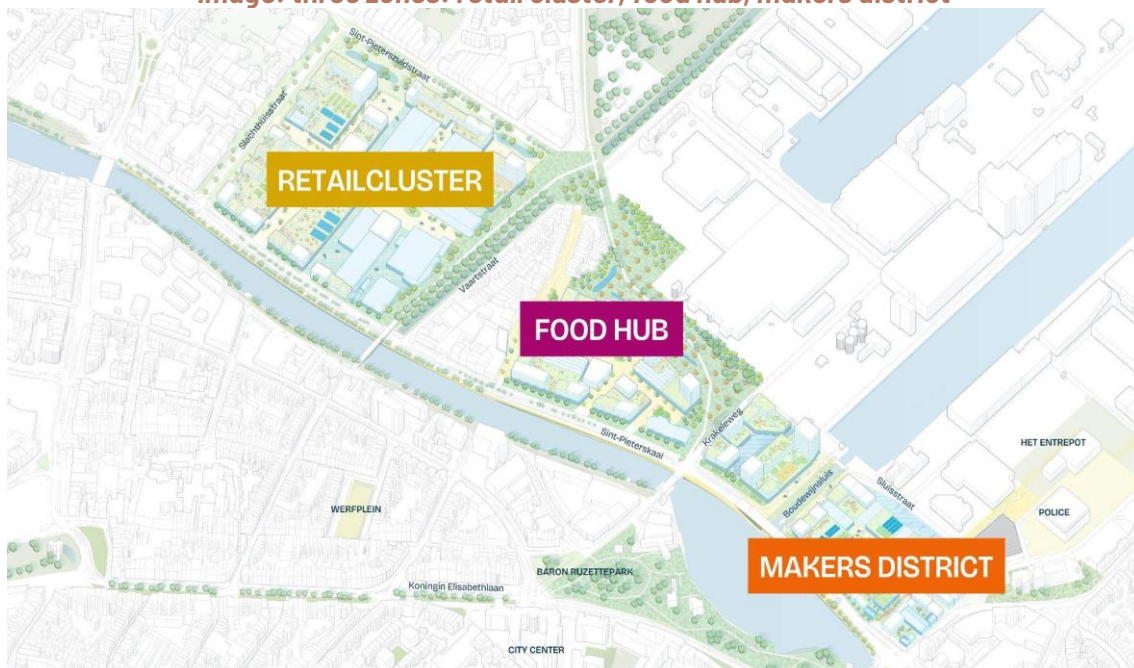 Image: three zones: retail cluster, food hub, makers district
Sint-Pieterszuidstraat
Slachthuisstraat
RETAILCLUSTER
Vaartstraat
FOOD HUB
Sint-Pieterskaai
Krakeleweg
HET ENTREPOT
Sluisstraat
Boudewijnsluis
WERFPLEIN
POLICE
MAKERS DISTRICT
BARON RUZETTEPARK
Koningin Elisabethlaan
CITY CENTER